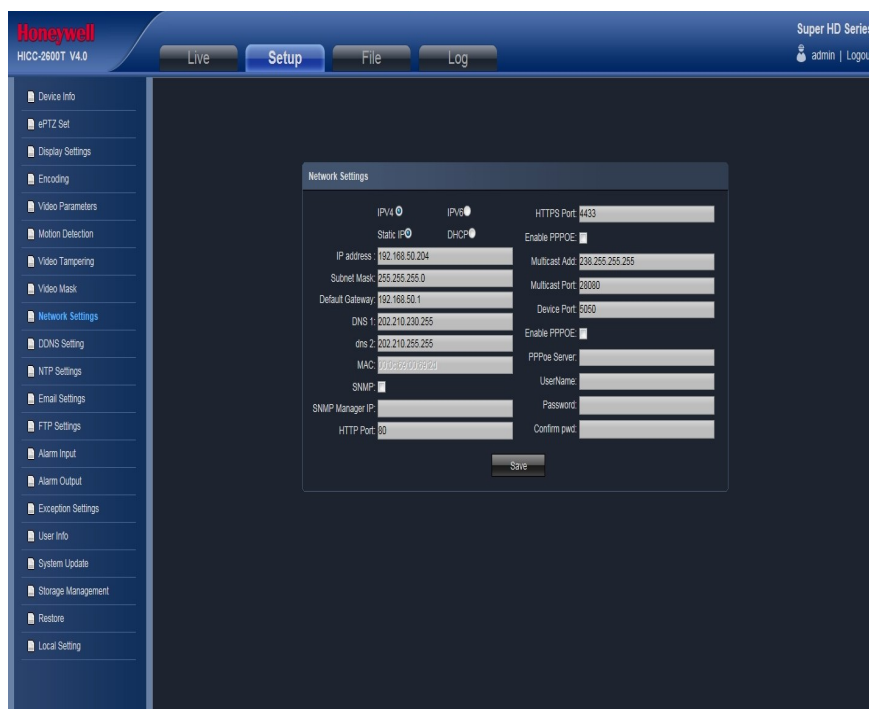 Honeywell
HICC-2600T V4.0
Live
Setup
File
Log
Super HD Series
admin | Logou
Device Info
ePTZ Set
Display Settings
Encoding
Video Parameters
Motion Detection
Video Tampering
Video Mask
Network Settings
DDNS Setting
NTP Settings
Email Settings
FTP Settings
Alarm Input
Alarm Output
Exception Settings
User Info
System Update
Storage Management
Restore
Local Setting
Network Settings
IPV4 IPV6
Static IP DHCP
IP address : 192.168.50.204
Subnet Mask: 255.255.255.0
Default Gateway: 192.168.50.1
DNS 1: 202.210.230.255
dns 2: 202.210.255.255
MAC:
SNMP:
SNMP Manager IP:
HTTP Port: 80
HTTPS Port: 4433
Enable PPPOE:
Multicast Add: 238.255.255.255
Multicast Port: 28080
Device Port: 5050
Enable PPPOE:
PPPoe Server:
UserName:
Password:
Confirm pwd:
Save